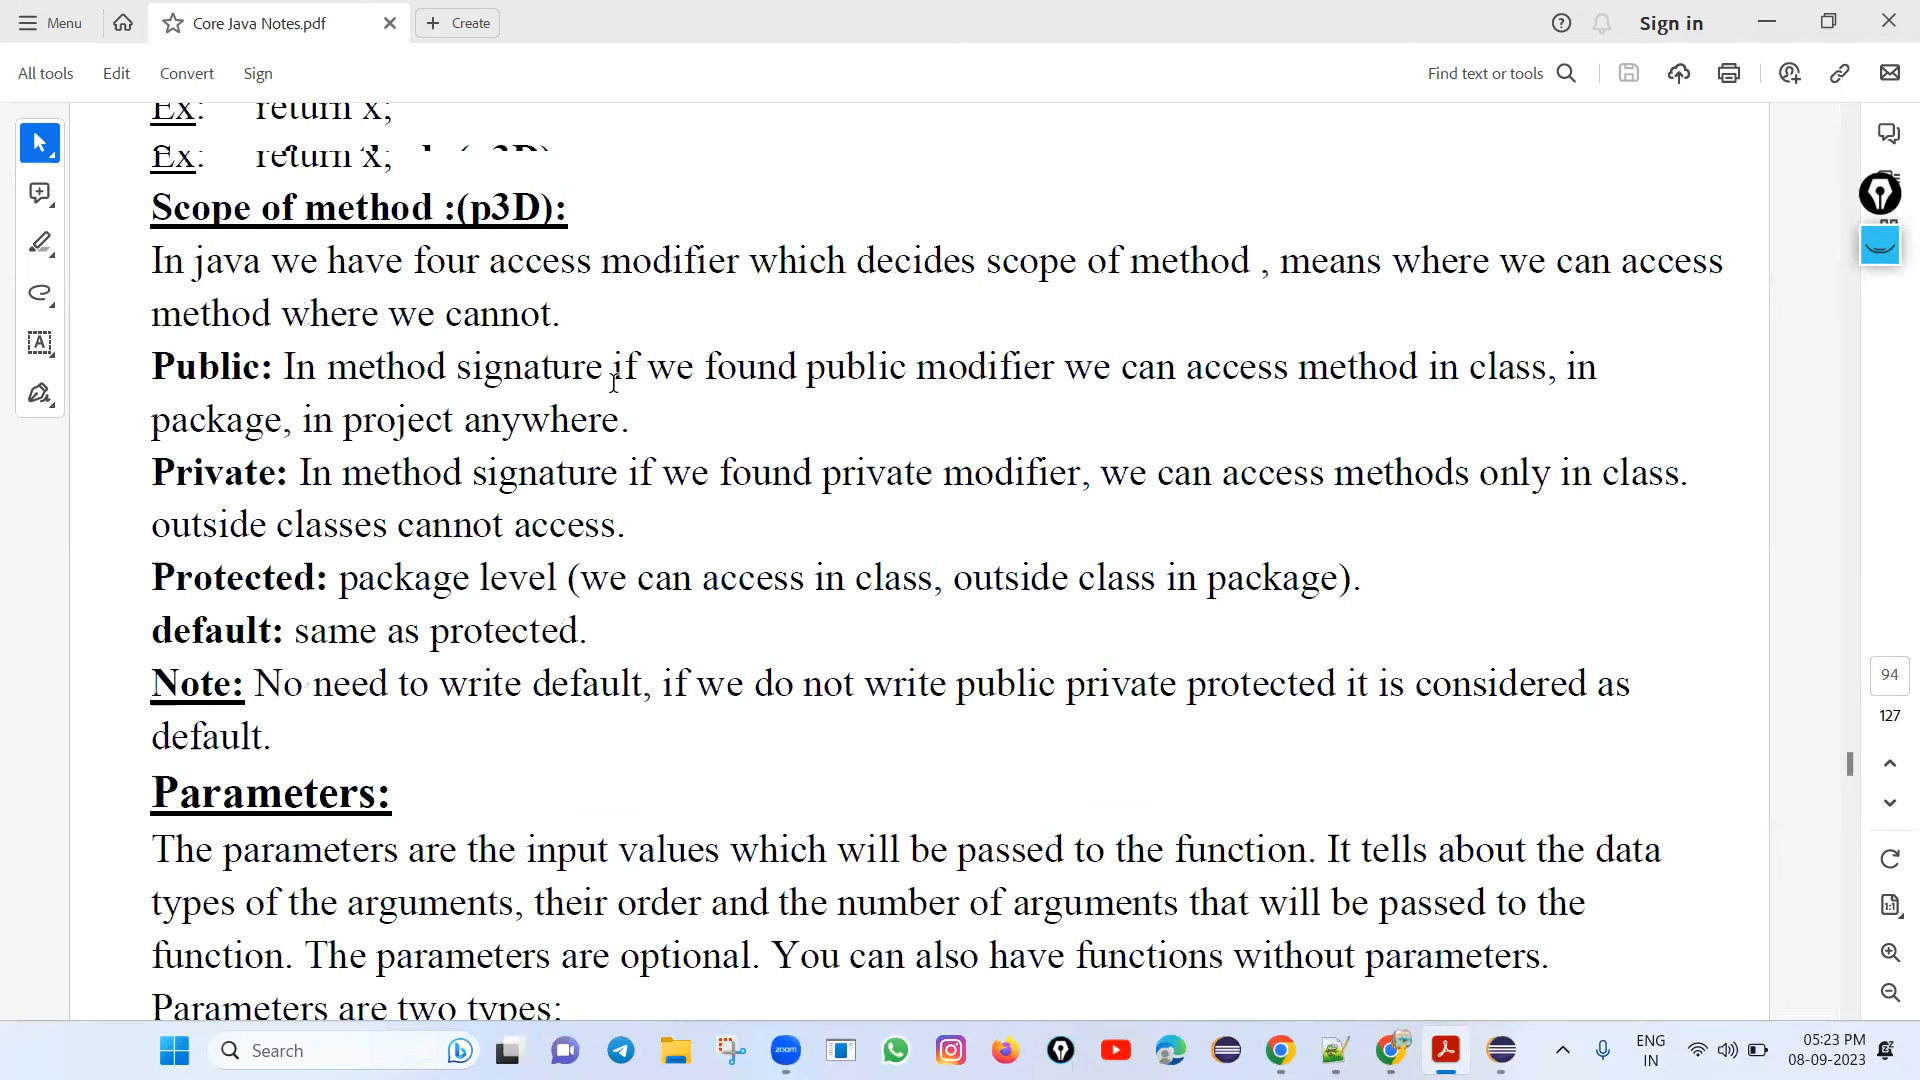 Menu
Core Java Notes.pdf
Create
Sign in
All tools
Edit
Convert
Sign
Find text or tools
Ex: return x;
Ex: return x;
Scope of method :(p3D):
In java we have four access modifier which decides scope of method , means where we can access
method where we cannot.
Public: In method signature if we found public modifier we can access method in class, in
package, in project anywhere.
Private: In method signature if we found private modifier, we can access methods only in class.
outside classes cannot access.
Protected: package level (we can access in class, outside class in package).
default: same as protected.
Note: No need to write default, if we do not write public private protected it is considered as
default.
Parameters:
The parameters are the input values which will be passed to the function. It tells about the data
types of the arguments, their order and the number of arguments that will be passed to the
function. The parameters are optional. You can also have functions without parameters.
Parameters are two types:
94
127
1:1
Search
zoom
ENG
IN
05:23 PM
08-09-2023